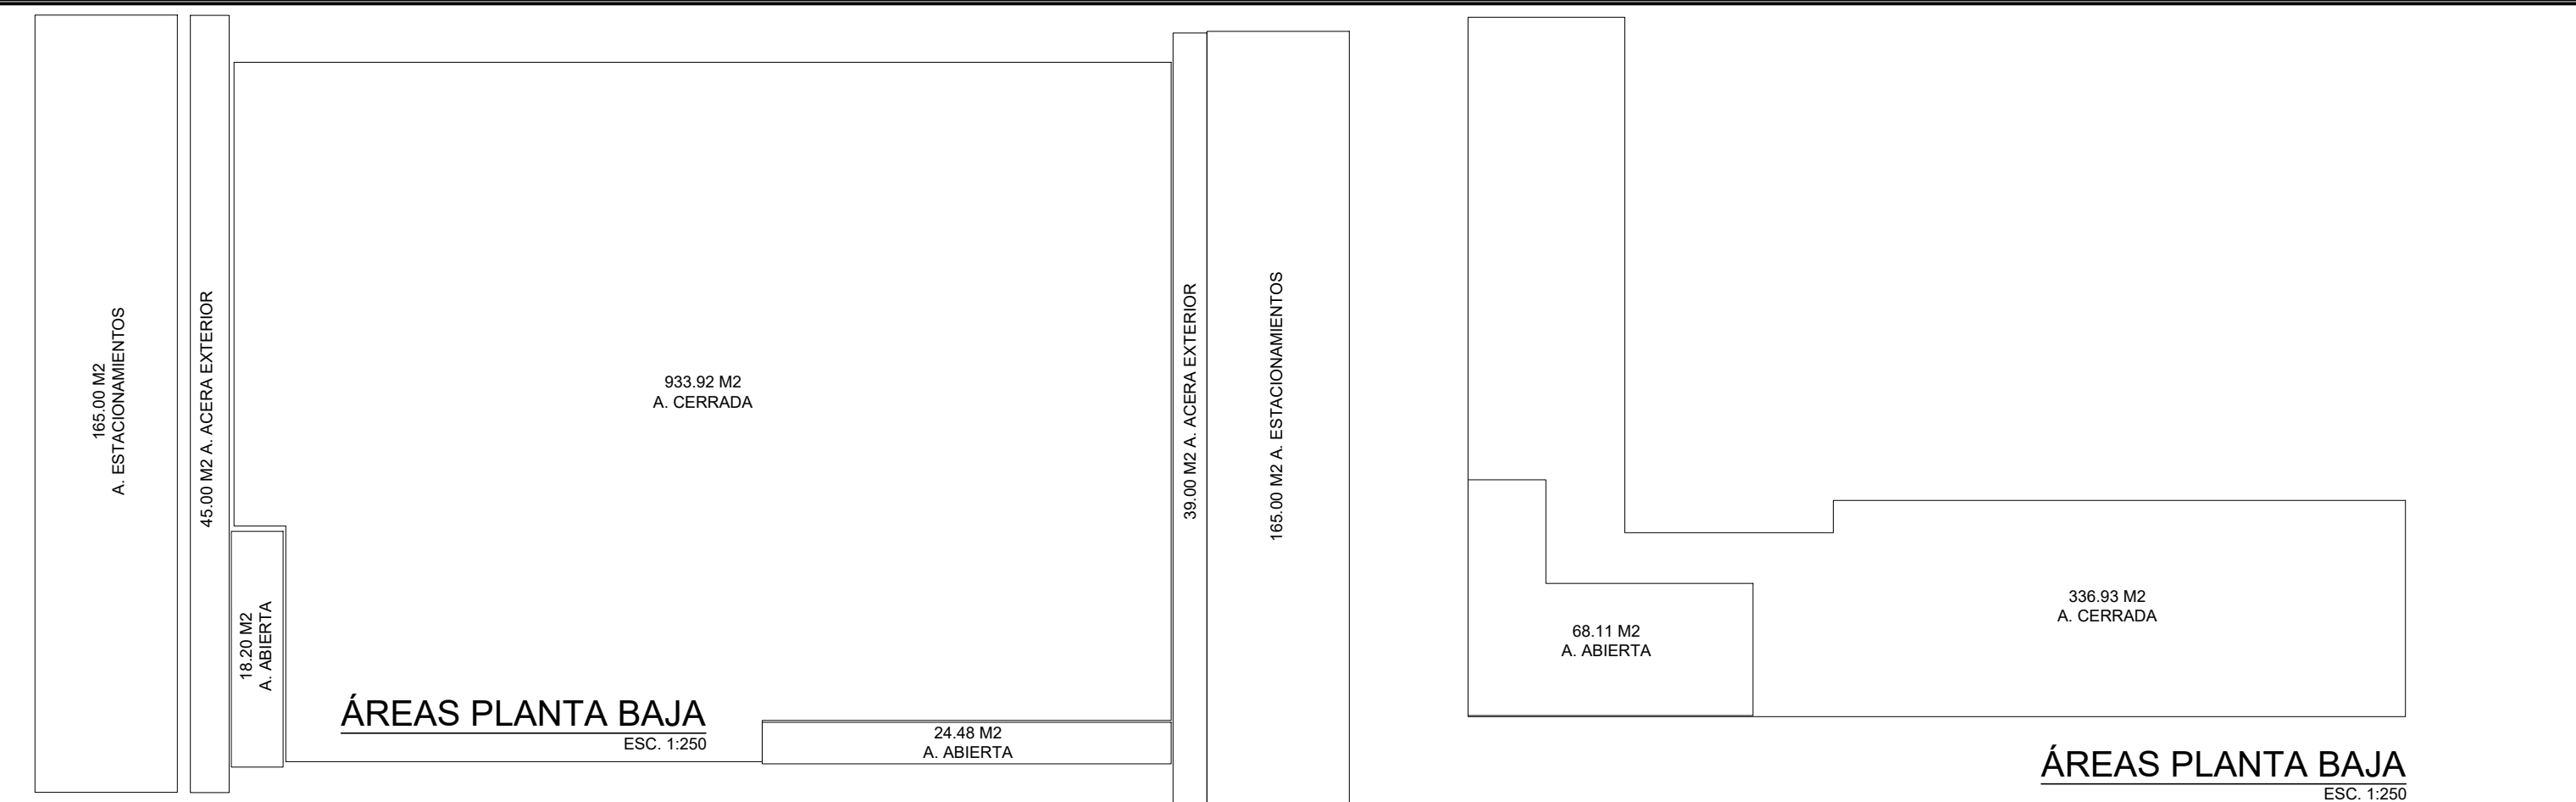 165.00 M2
A. ESTACIONAMIENTOS
45.00 M2 A. ACERA EXTERIOR
18.20 M2
A. ABIERTA
933.92 M2
A. CERRADA
ÁREAS PLANTA BAJA
ESC. 1:250
24.48 M2
A. ABIERTA
39.00 M2 A. ACERA EXTERIOR
165.00 M2 A. ESTACIONAMIENTOS
68.11 M2
A. ABIERTA
336.93 M2
A. CERRADA
ÁREAS PLANTA BAJA
ESC. 1:250